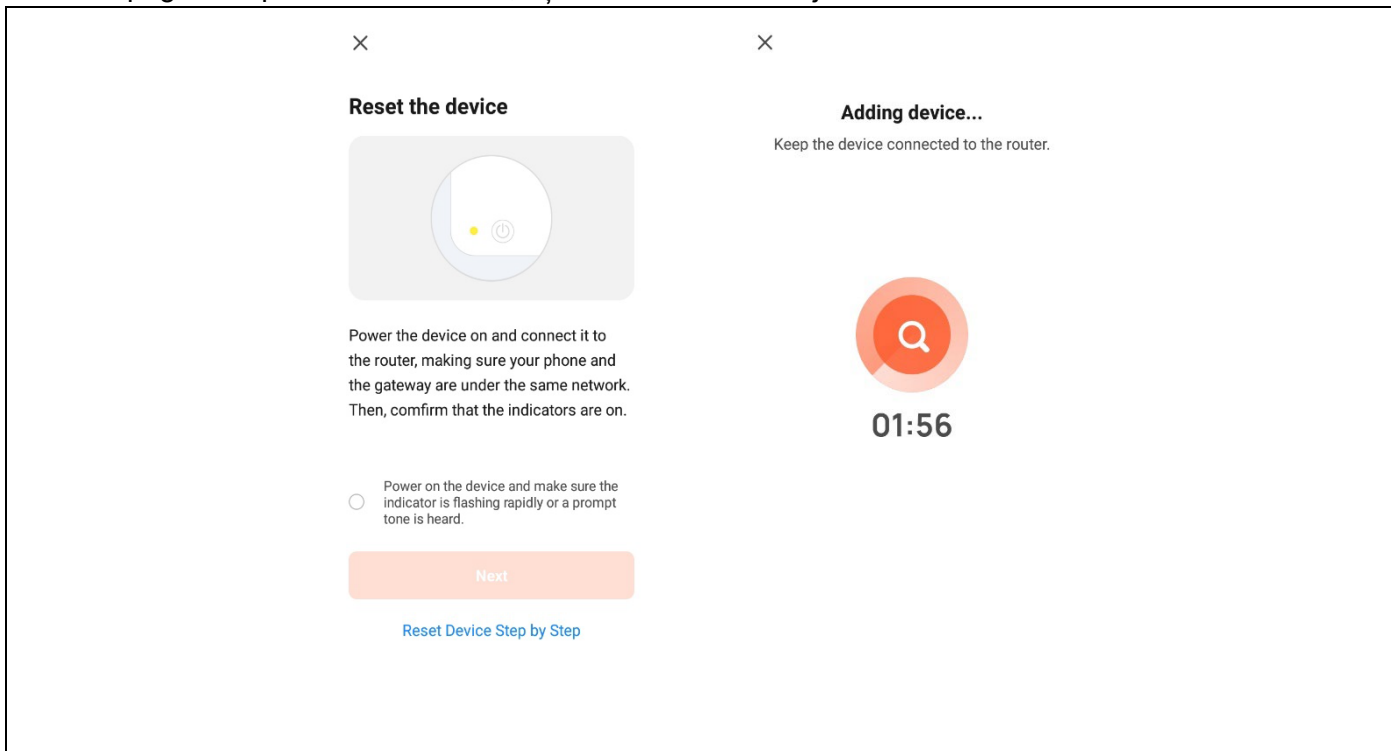 Reset the device
Power the device on and connect it to
the router, making sure your phone and
the gateway are under the same network.
Then, comfirm that the indicators are on.
Power on the device and make sure the
indicator is flashing rapidly or a prompt
tone is heard.
Next
Reset Device Step by Step
Adding device...
Keep the device connected to the router.
01:56